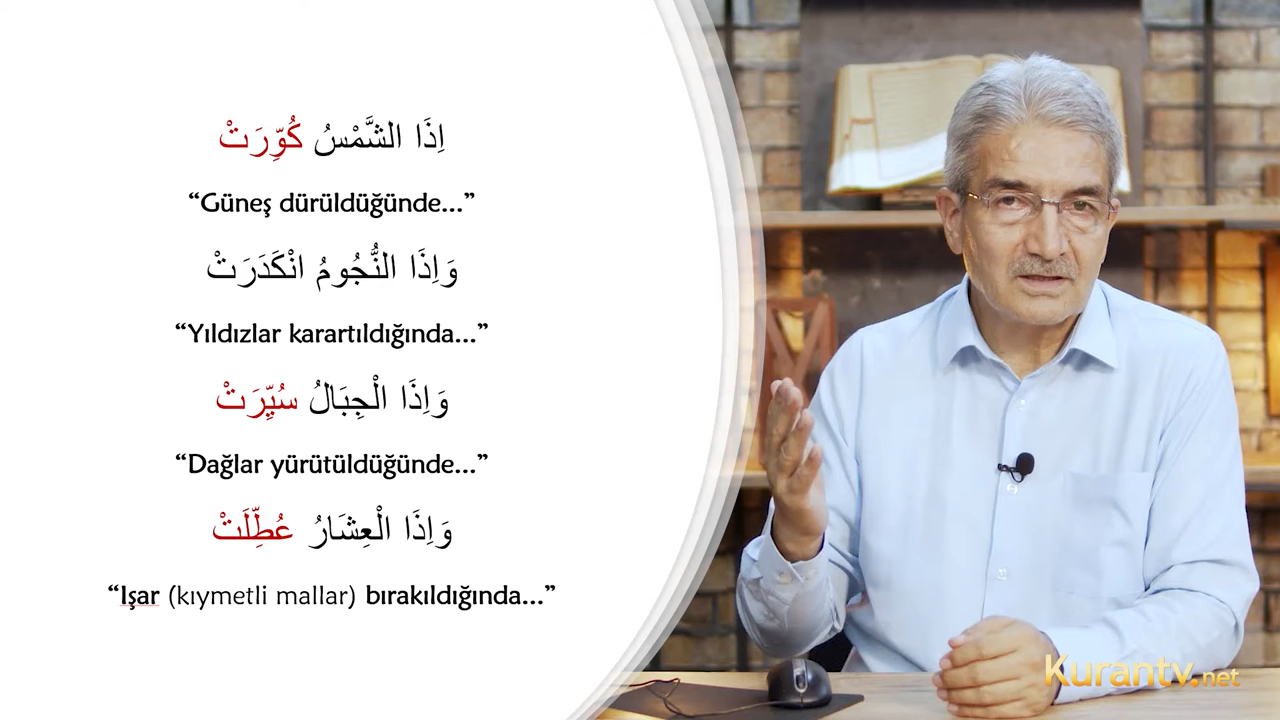 اِذَا الشَّمْسُ كُوِّرَتْ
“Güneş dürüldüğünde...”
وَاِذَا النُّجُومُ انْكَدَرَتْ
“Yıldızlar karartıldığında...”
وَاِذَا الْجِبَالُ سُيِّرَتْ
“Dağlar yürütüldüğünde...”
وَاِذَا الْعِشَارُ عُطِّلَتْ
“Işar (kıymetli mallar) bırakıldığında...”
Kurantv.net